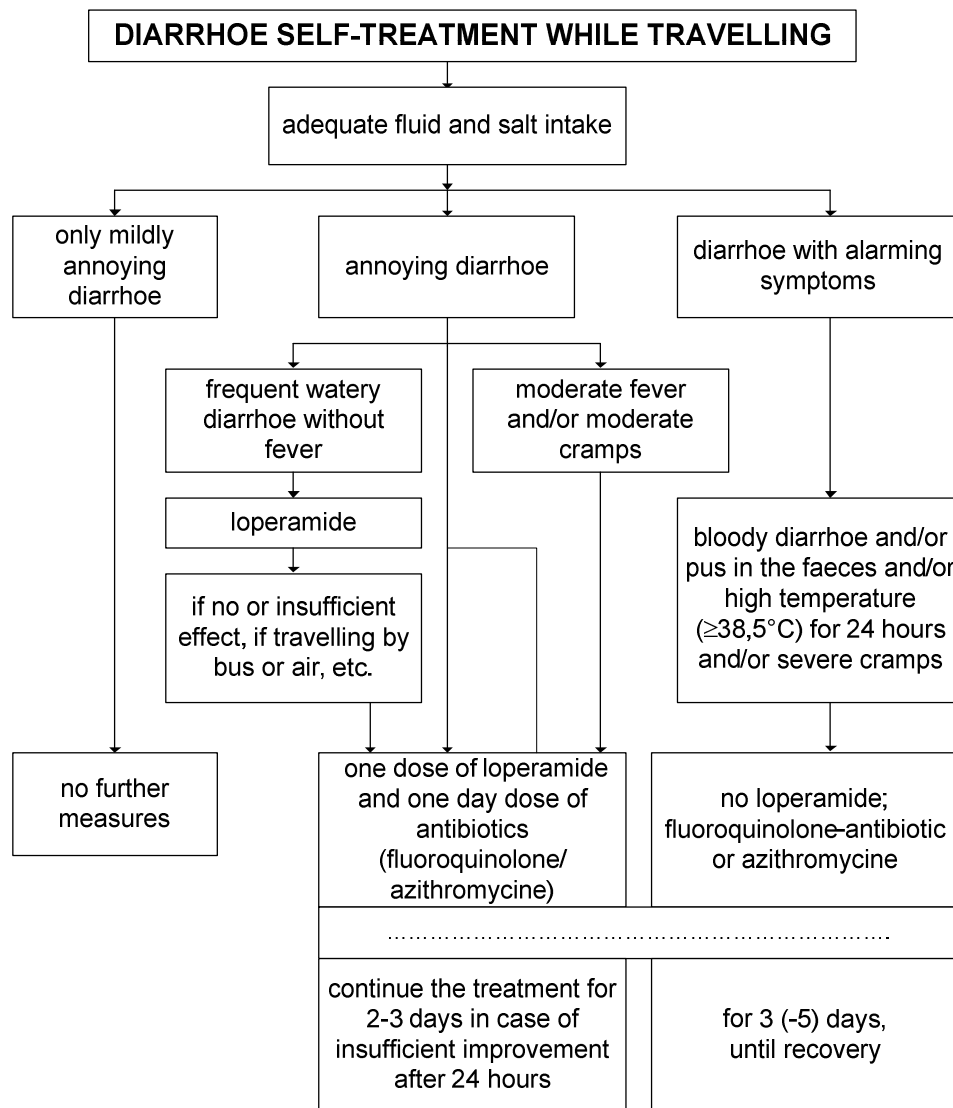 DIARRHOE SELF-TREATMENT WHILE TRAVELLING
adequate fluid and salt intake
only mildly
annoying
diarrhoe
annoying diarrhoe
diarrhoe with alarming
symptoms
frequent watery
diarrhoe without
fever
moderate fever
and/or moderate
cramps
loperamide
if no or insufficient
effect, if travelling by
bus or air, etc.
bloody diarrhoe and/or
pus in the faeces and/or
high temperature
(≥38,5°C) for 24 hours
and/or severe cramps
no further
measures
one dose of loperamide
and one day dose of
antibiotics
(fluoroquinolone/
azithromycine)
no loperamide;
fluoroquinolone-antibiotic
or azithromycine
………………………………………………………….
continue the treatment for
2-3 days in case of
insufficient improvement
after 24 hours
for 3 (-5) days,
until recovery